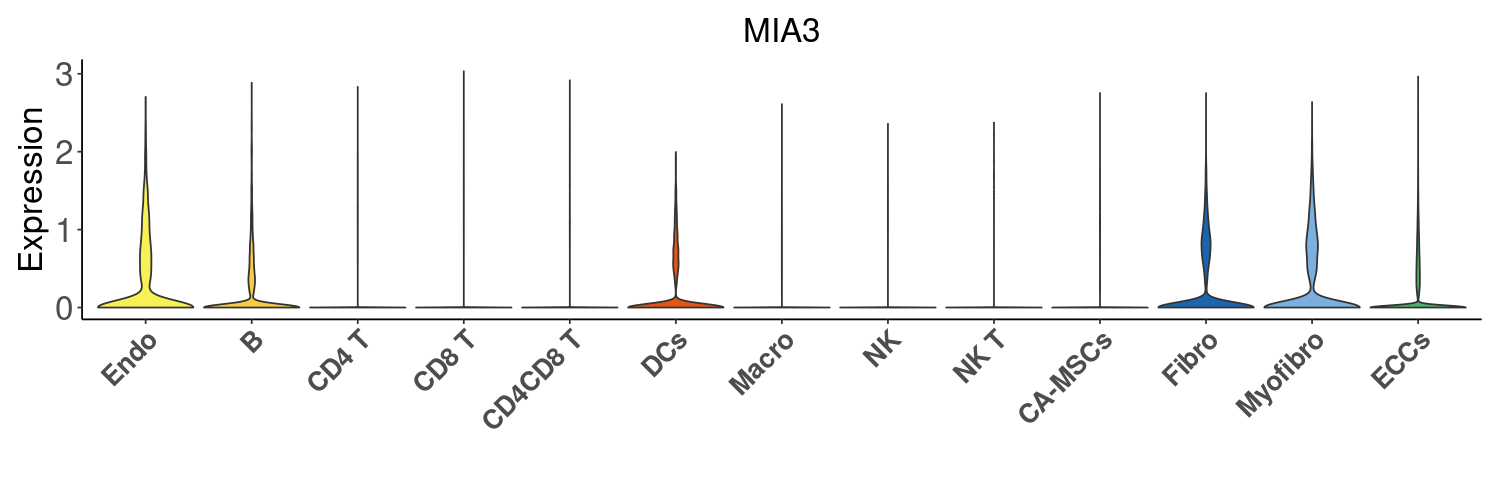 MIA3
Expression
3
2
1
0
Endo
B
CD4 T
CD8 T
CD4CD8 T
DCs
Macro
NK
NK T
CA-MSCs
Fibro
Myofibro
ECCs